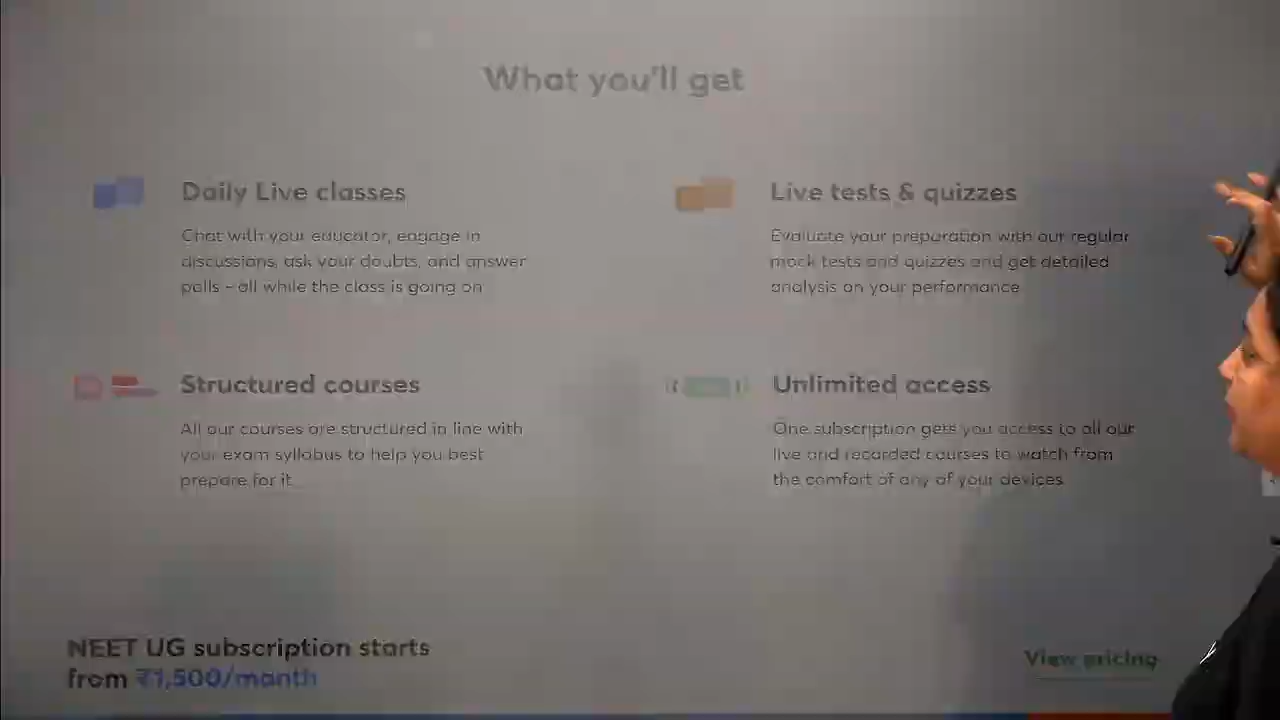 What you'll get
Daily Live classes
Chat with your educator, engage in
discussions, ask your doubts, and answer
polls - all while the class is going on
Live tests & quizzes
Evaluate your preparation with our regular
mock tests and quizzes and get detailed
analysis on your performance
Structured courses
All our courses are structured in line with
your exam syllabus to help you best
prepare for it
Unlimited access
One subscription gets you access to all our
live and recorded courses to watch from
the comfort of any of your devices
NEET UG subscription starts
from ₹1,500/month
View pricing